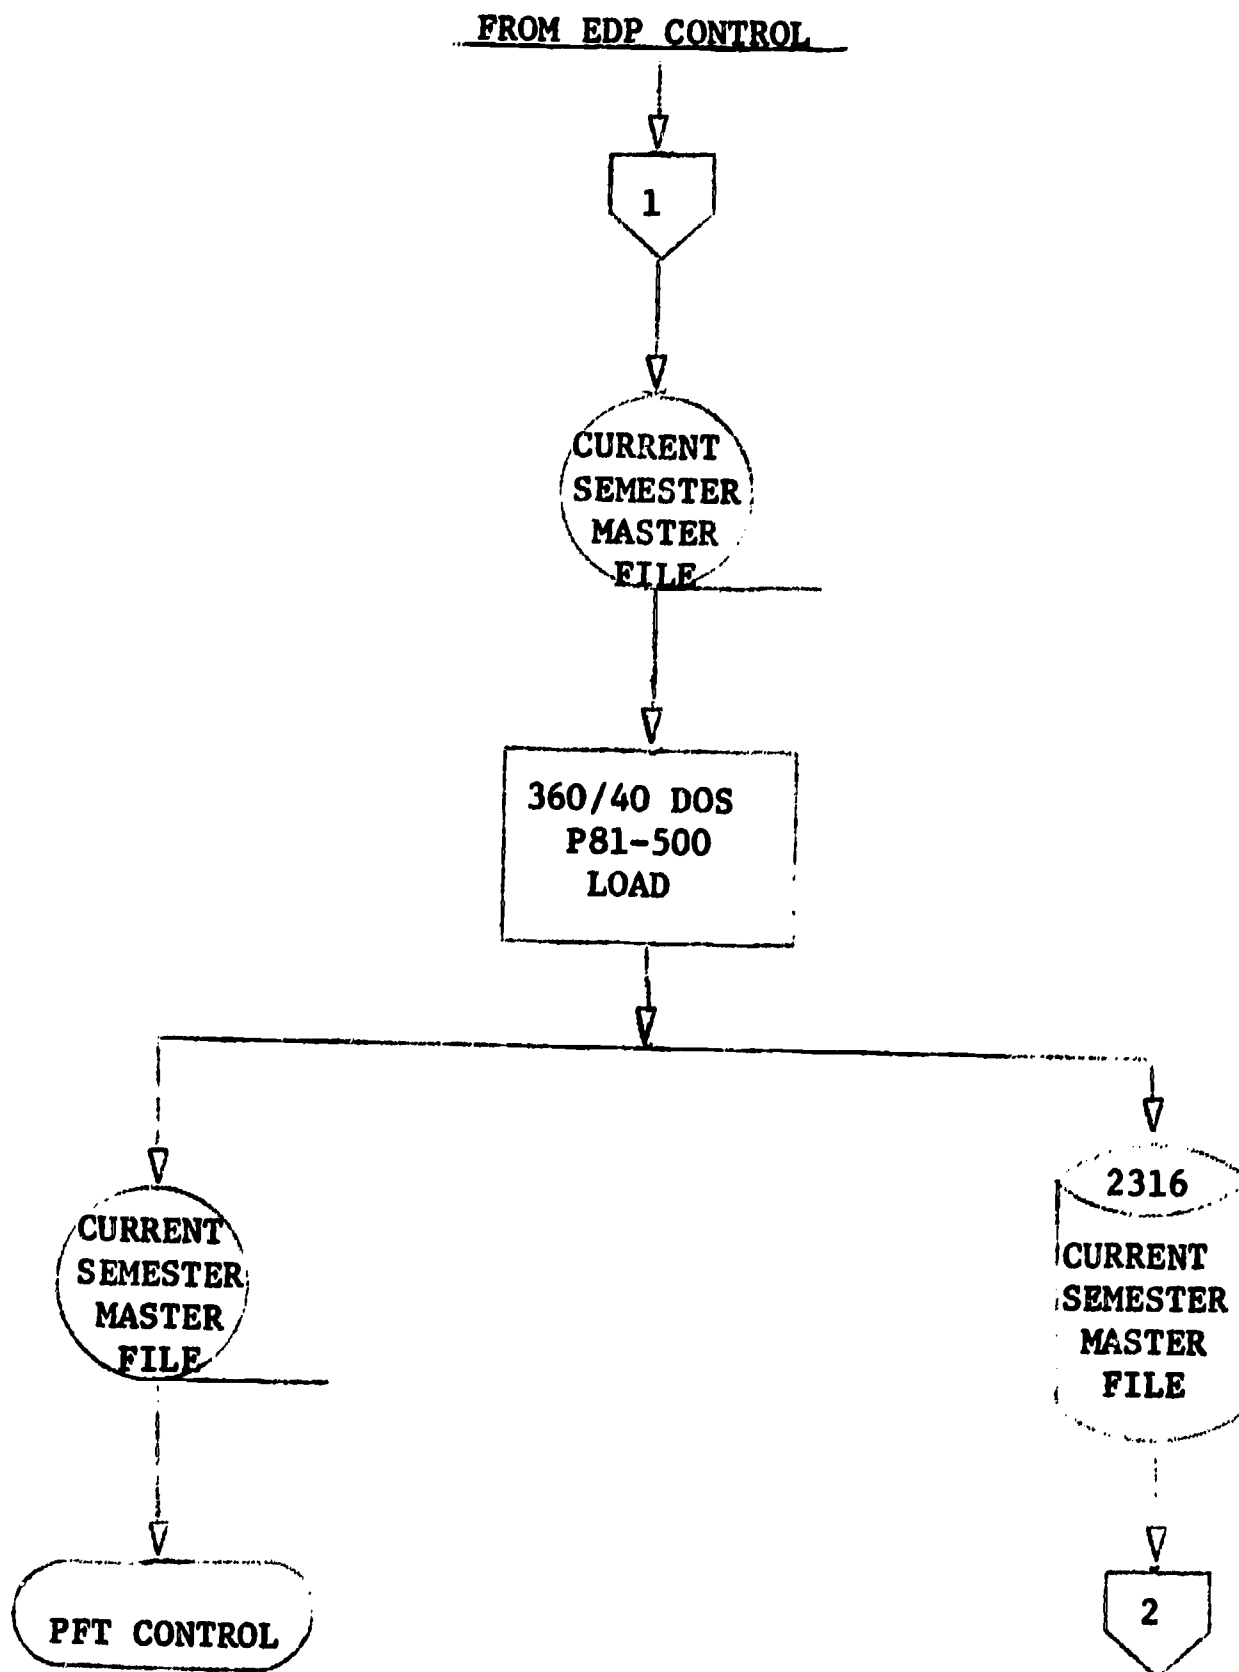 FROM EDP CONTROL
1
CURRENT
SEMESTER
MASTER
FILE
360/40 DOS
P81-500
LOAD
CURRENT
SEMESTER
MASTER
FILE
PFT CONTROL
2316
CURRENT
SEMESTER
MASTER
FILE
2